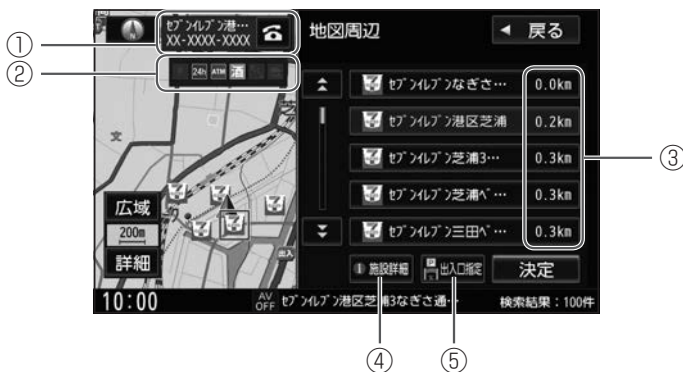 ①
②
③
④
⑤
ｾﾌﾞﾝｲﾚﾌﾞﾝ港…
XX-XXXX-XXXX
24h ATM 酒
文
広域
200m
詳細
出入
地図周辺
◀ 戻る
ｾﾌﾞﾝｲﾚﾌﾞﾝなぎさ… 0.0km
ｾﾌﾞﾝｲﾚﾌﾞﾝ港区芝浦 0.2km
ｾﾌﾞﾝｲﾚﾌﾞﾝ芝浦3… 0.3km
ｾﾌﾞﾝｲﾚﾌﾞﾝ芝浦ﾍﾞ… 0.3km
ｾﾌﾞﾝｲﾚﾌﾞﾝ三田ﾍﾞ… 0.3km
施設詳細 出入口指定 決定
10:00 AV OFF ｾﾌﾞﾝｲﾚﾌﾞﾝ港区芝浦3なぎさ通… 検索結果：100件